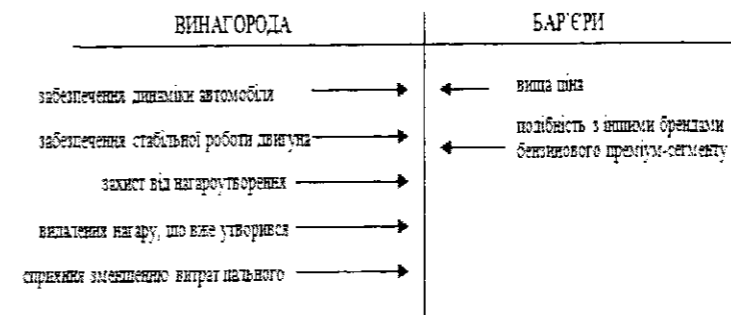 ВИНАГОРОДА
БАР'ЄРИ
забезпечення динаміки автомобіля
забезпечення стабільної роботи двигуна
захист від нагароутворення
видалення нагару, що вже утворився
сприяння зменшенню витрат пального
вища ціна
подібність з іншими брендами
бензинового преміум-сегменту